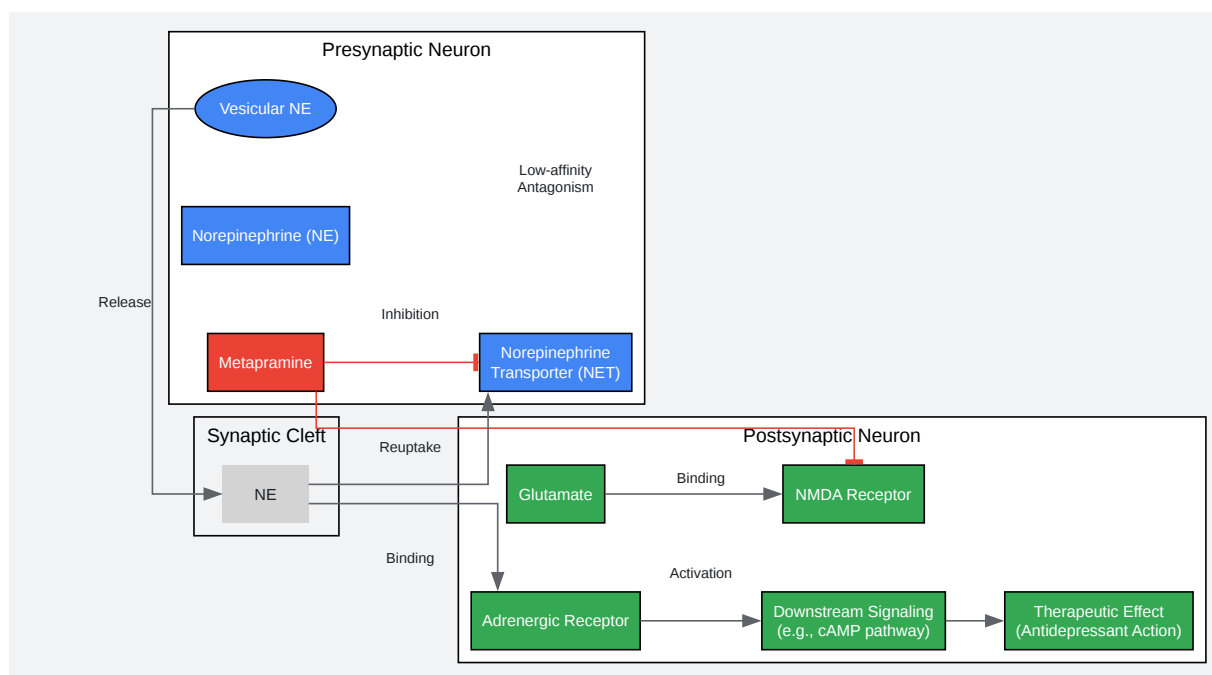 Presynaptic Neuron
Vesicular NE
Low-affinity
Antagonism
Norepinephrine (NE)
Release
Inhibition
Metapramine
Norepinephrine
Transporter (NET)
Synaptic Cleft
Reuptake
Postsynaptic Neuron
NE
Glutamate
Binding
NMDA Receptor
Binding
Activation
Adrenergic Receptor
Downstream Signaling
(e.g., cAMP pathway)
Therapeutic Effect
(Antidepressant Action)